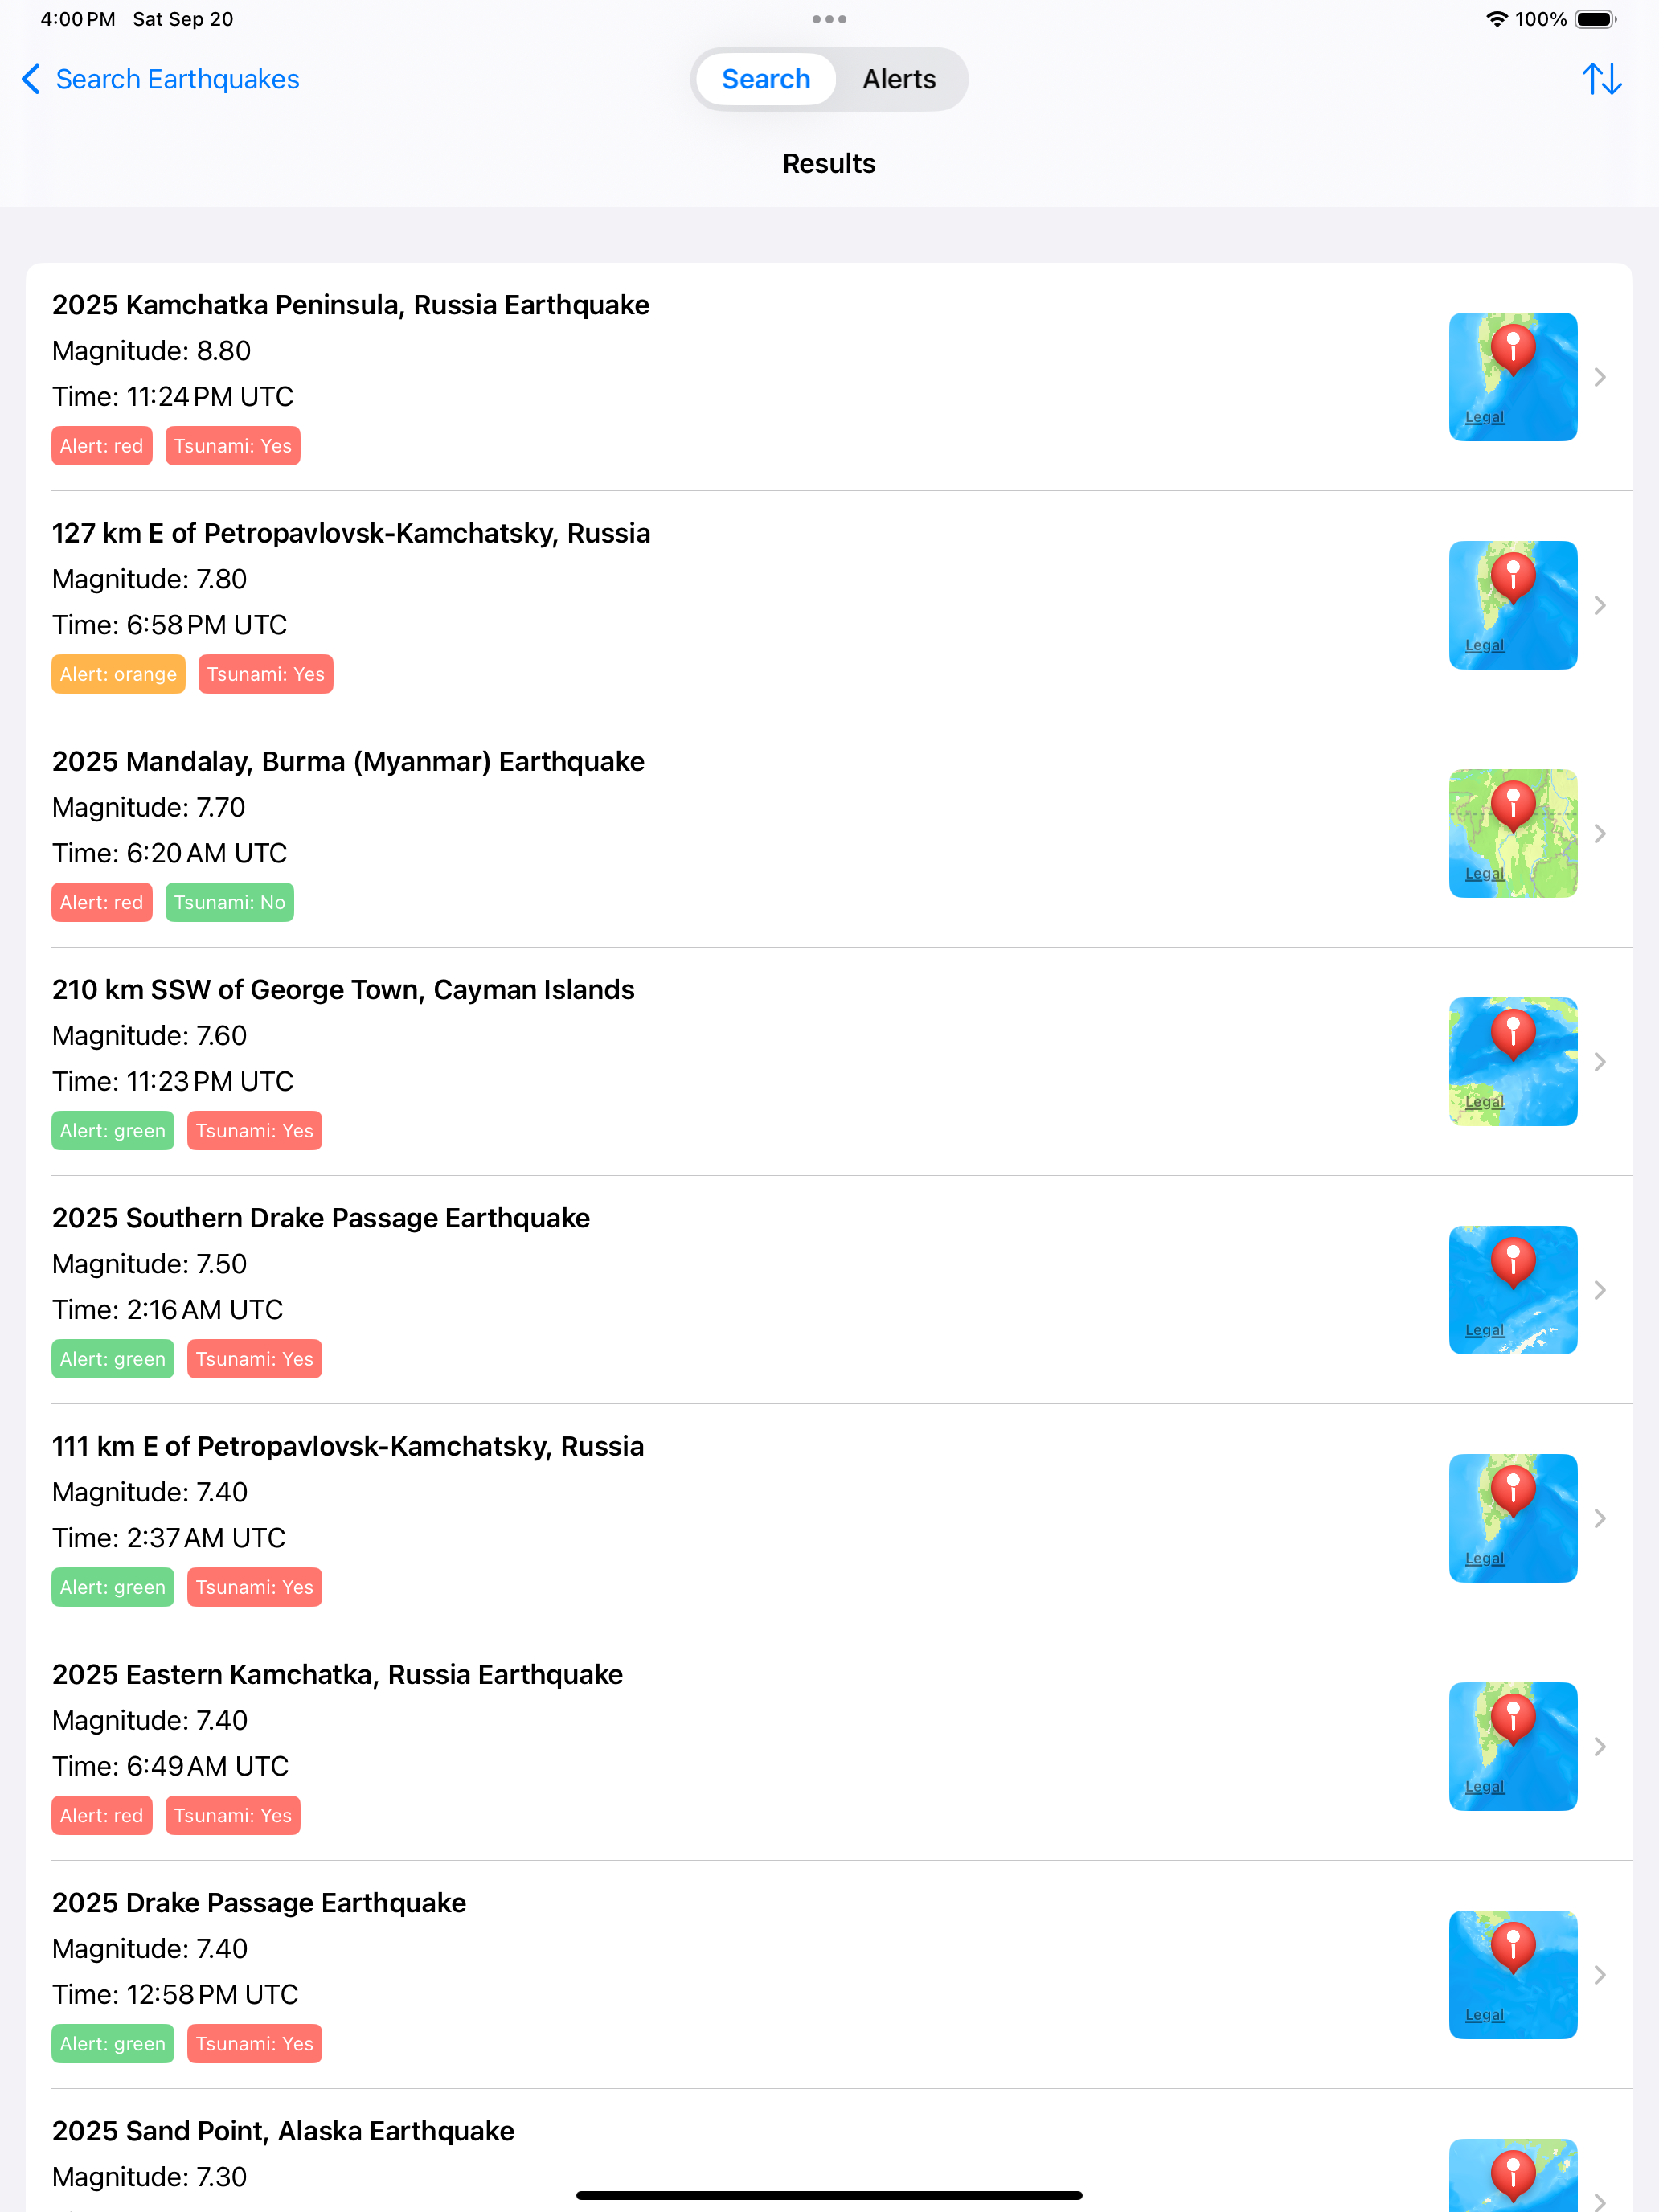 4:00 PM Sat Sep 20
100%
Search Earthquakes
Search Alerts
Results
2025 Kamchatka Peninsula, Russia Earthquake
Magnitude: 8.80
Time: 11:24 PM UTC
Alert: red Tsunami: Yes
Legal
127 km E of Petropavlovsk-Kamchatsky, Russia
Magnitude: 7.80
Time: 6:58 PM UTC
Alert: orange Tsunami: Yes
Legal
2025 Mandalay, Burma (Myanmar) Earthquake
Magnitude: 7.70
Time: 6:20 AM UTC
Alert: red Tsunami: No
Legal
210 km SSW of George Town, Cayman Islands
Magnitude: 7.60
Time: 11:23 PM UTC
Alert: green Tsunami: Yes
Legal
2025 Southern Drake Passage Earthquake
Magnitude: 7.50
Time: 2:16 AM UTC
Alert: green Tsunami: Yes
Legal
111 km E of Petropavlovsk-Kamchatsky, Russia
Magnitude: 7.40
Time: 2:37 AM UTC
Alert: green Tsunami: Yes
Legal
2025 Eastern Kamchatka, Russia Earthquake
Magnitude: 7.40
Time: 6:49 AM UTC
Alert: red Tsunami: Yes
Legal
2025 Drake Passage Earthquake
Magnitude: 7.40
Time: 12:58 PM UTC
Alert: green Tsunami: Yes
Legal
2025 Sand Point, Alaska Earthquake
Magnitude: 7.30